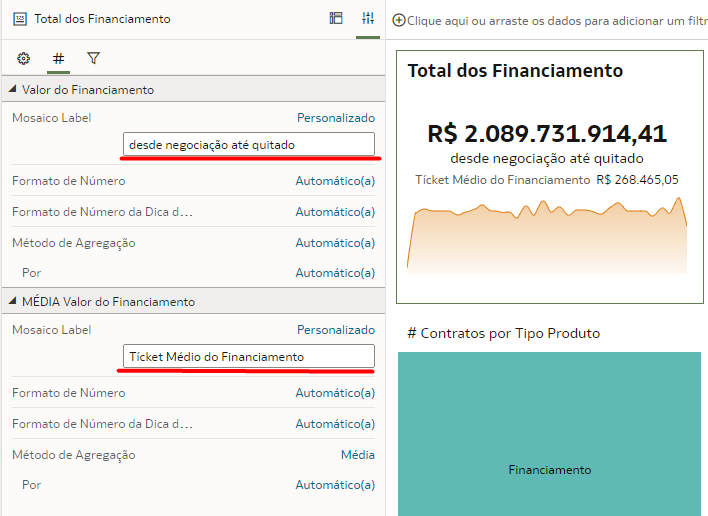 Total dos Financiamento
#
Valor do Financiamento
Mosaico Label Personalizado
desde negociação até quitado
Formato de Número Automático(a)
Formato de Número da Dica d... Automático(a)
Método de Agregação Automático(a)
Por Automático(a)
MÉDIA Valor do Financiamento
Mosaico Label Personalizado
Tícket Médio do Financiamento
Formato de Número Automático(a)
Formato de Número da Dica d... Automático(a)
Método de Agregação Média
Por Automático(a)
Clique aqui ou arraste os dados para adicionar um filtr
Total dos Financiamento
R$ 2.089.731.914,41
desde negociação até quitado
Tícket Médio do Financiamento R$ 268.465,05
# Contratos por Tipo Produto
Financiamento